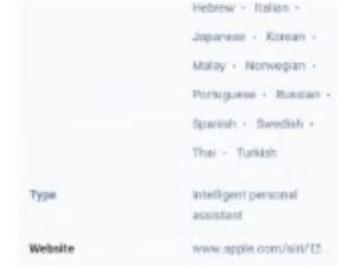 Hebrew · Italian ·
Japanese · Korean ·
Malay · Norwegian ·
Portuguese · Russian ·
Spanish · Swedish ·
Thai · Turkish
Type Intelligent personal
assistant
Website www.apple.com/siri/